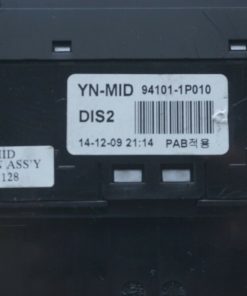 YN-MID 94101-1P010
DIS2
14-12-09 21:14 PAB적용
MID
ASS'Y
128